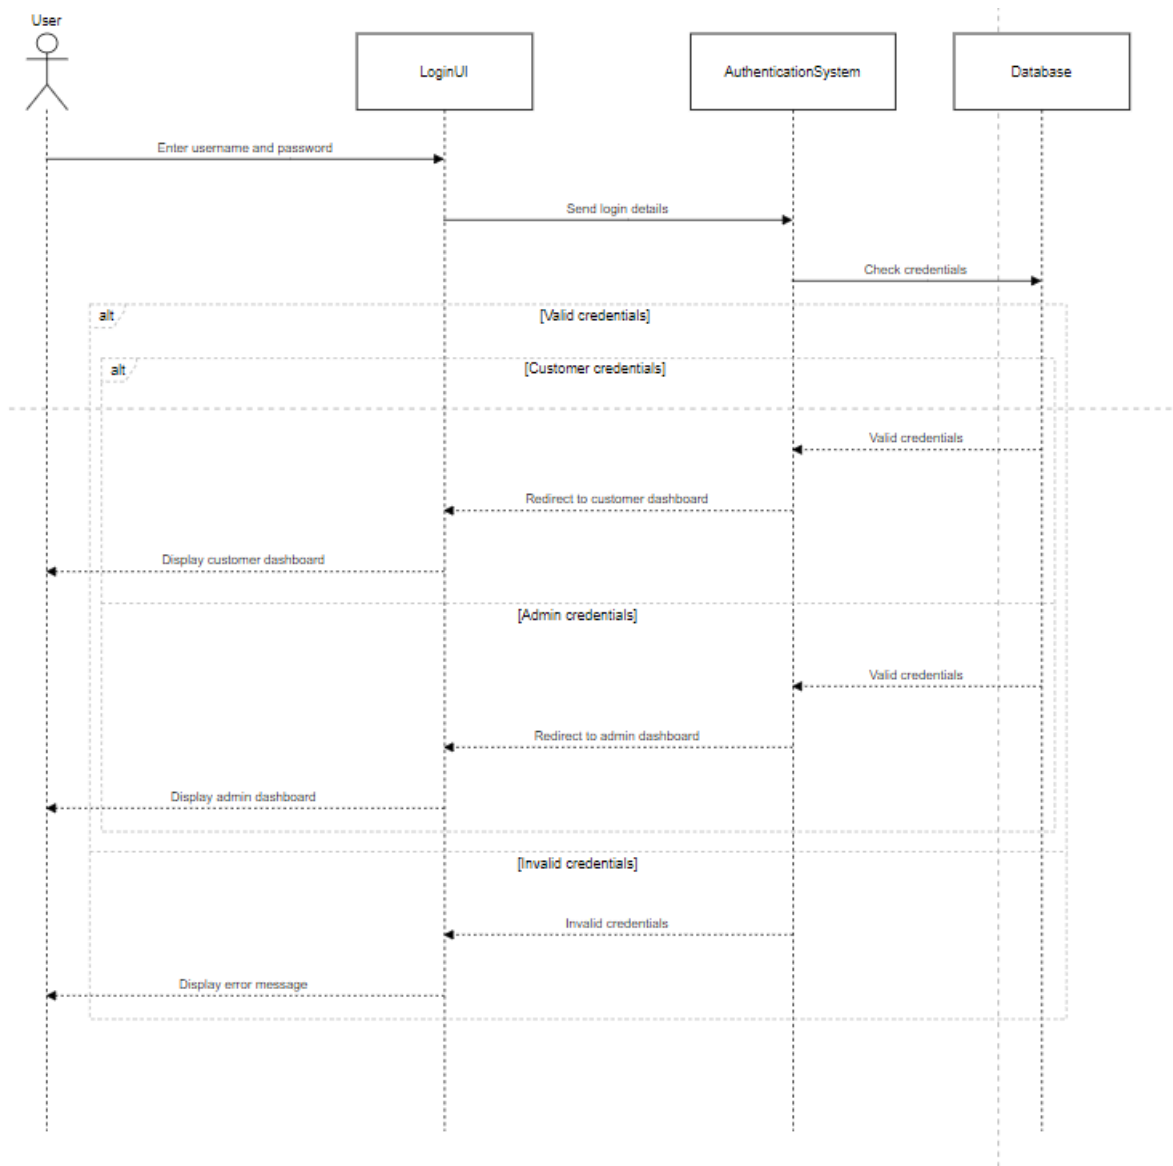 User
LoginUI
AuthenticationSystem
Database
Enter username and password
Send login details
Check credentials
alt
[Valid credentials]
alt
[Customer credentials]
Valid credentials
Redirect to customer dashboard
Display customer dashboard
[Admin credentials]
Valid credentials
Redirect to admin dashboard
Display admin dashboard
[Invalid credentials]
Invalid credentials
Display error message